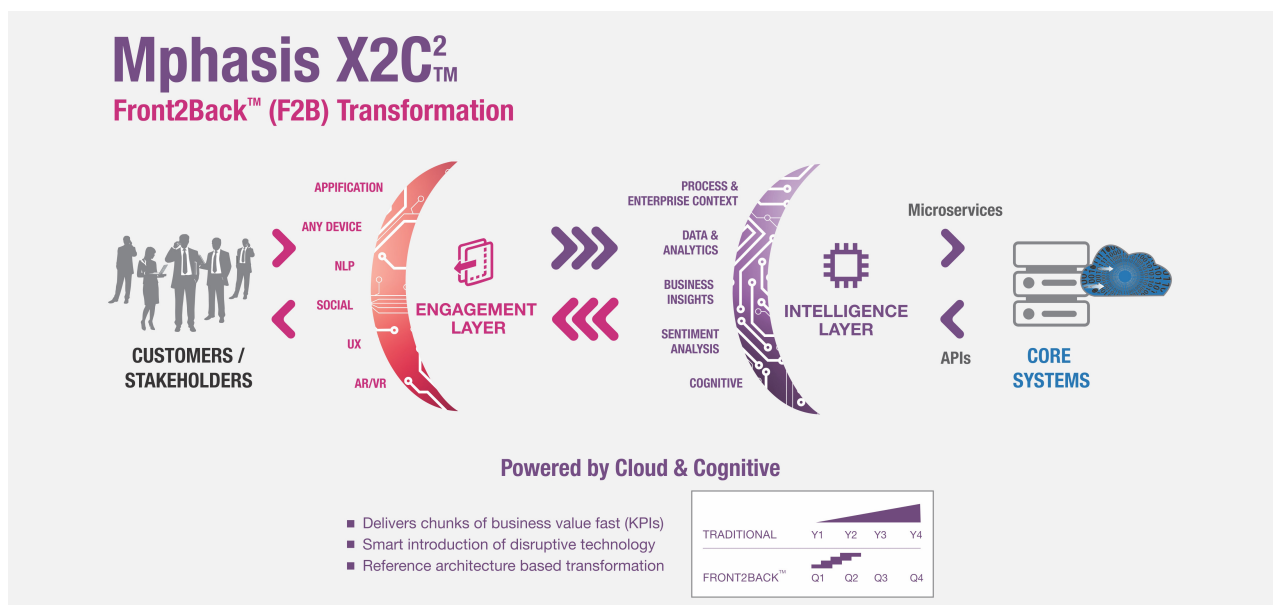 Mphasis X2C²™
Front2Back™ (F2B) Transformation
CUSTOMERS /
STAKEHOLDERS
APPIFICATION
ANY DEVICE
NLP
SOCIAL
UX
AR/VR
ENGAGEMENT
LAYER
PROCESS &
ENTERPRISE CONTEXT
DATA &
ANALYTICS
BUSINESS
INSIGHTS
SENTIMENT
ANALYSIS
COGNITIVE
INTELLIGENCE
LAYER
Microservices
APIs
CORE
SYSTEMS
Powered by Cloud & Cognitive
Delivers chunks of business value fast (KPIs)
Smart introduction of disruptive technology
Reference architecture based transformation
TRADITIONAL Y1 Y2 Y3 Y4
FRONT2BACK™ Q1 Q2 Q3 Q4